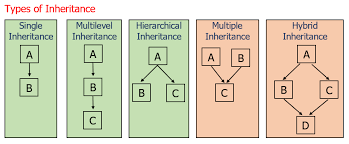 Types of Inheritance
Single
Inheritance
A
B
Multilevel
Inheritance
A
B
C
Hierarchical
Inheritance
A
B C
Multiple
Inheritance
A B
C
Hybrid
Inheritance
A
B C
D